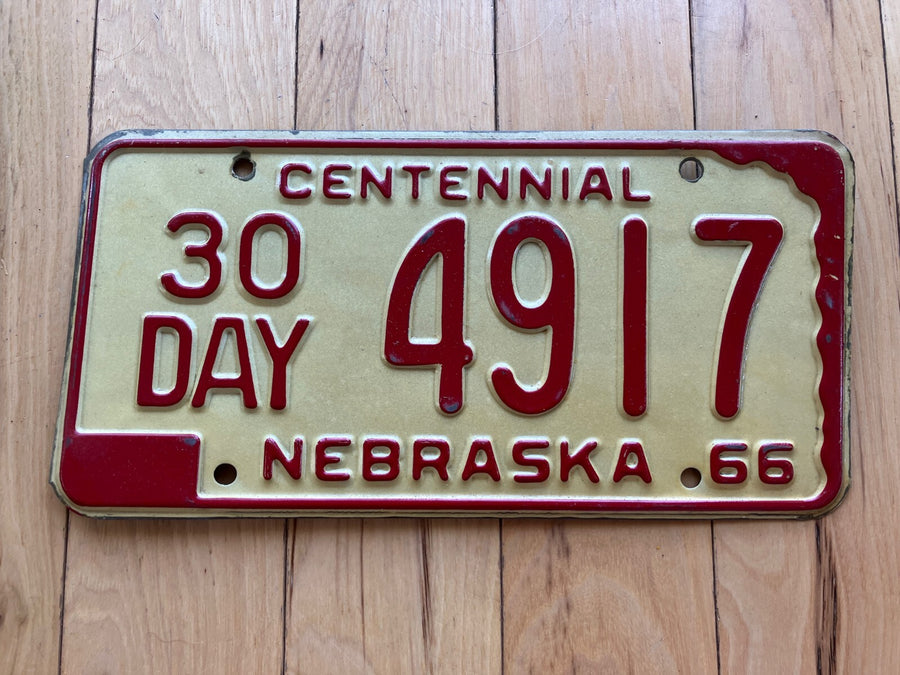 CENTENNIAL
30 DAY 4917
NEBRASKA 66